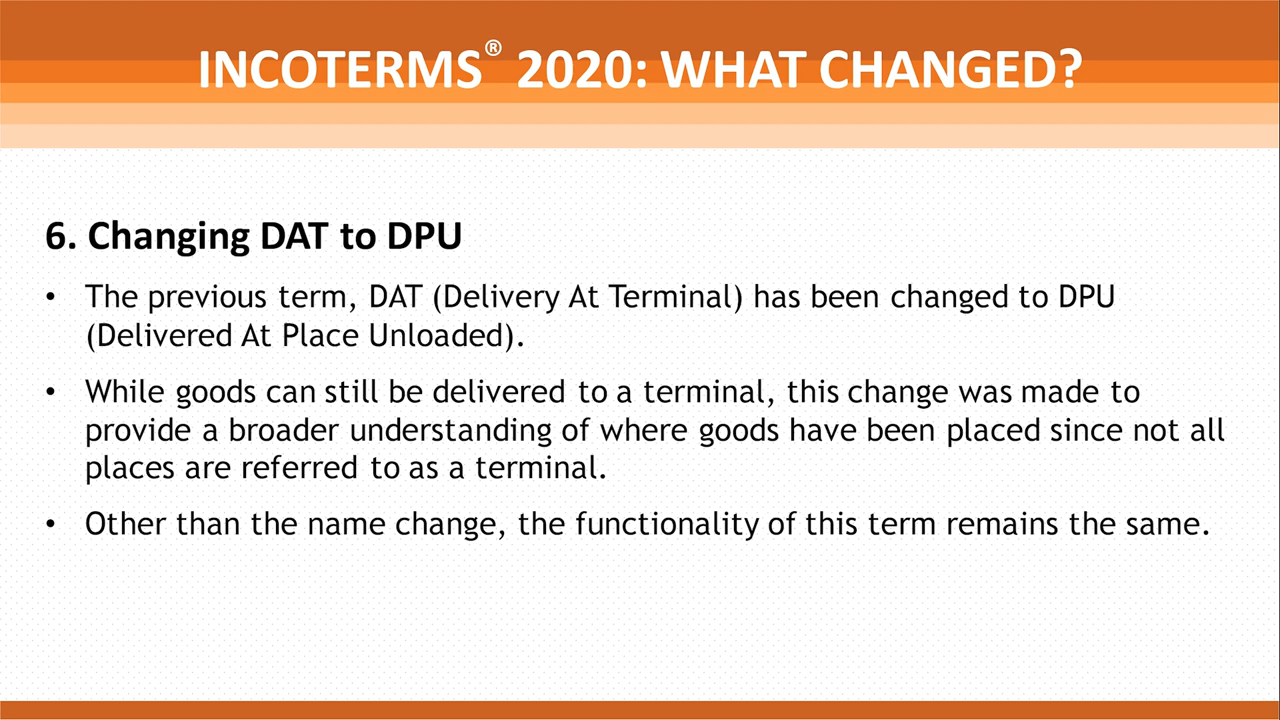 INCOTERMS® 2020: WHAT CHANGED?
6. Changing DAT to DPU
• The previous term, DAT (Delivery At Terminal) has been changed to DPU
(Delivered At Place Unloaded).
• While goods can still be delivered to a terminal, this change was made to
provide a broader understanding of where goods have been placed since not all
places are referred to as a terminal.
• Other than the name change, the functionality of this term remains the same.